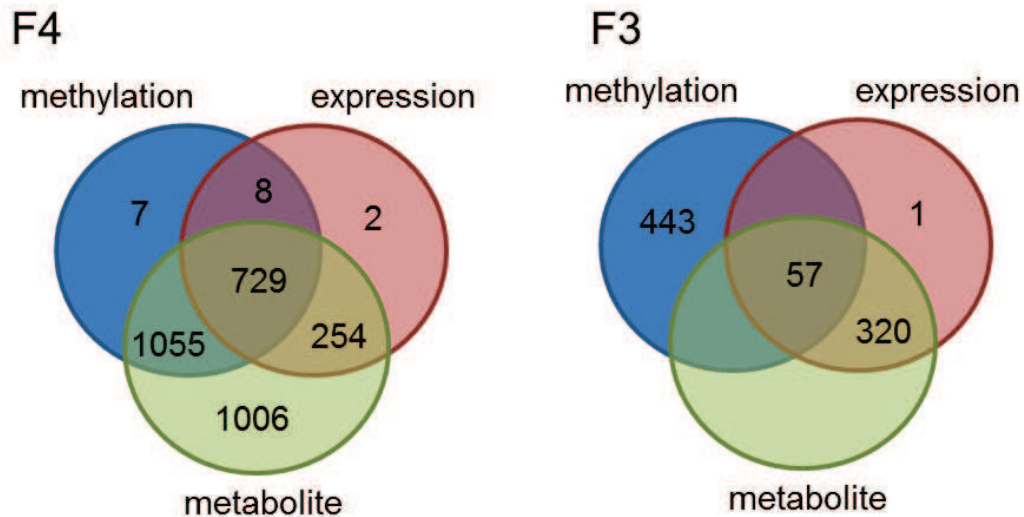 F4
methylation
expression
7
8
2
729
1055
254
1006
metabolite
F3
methylation
expression
443
1
57
320
metabolite